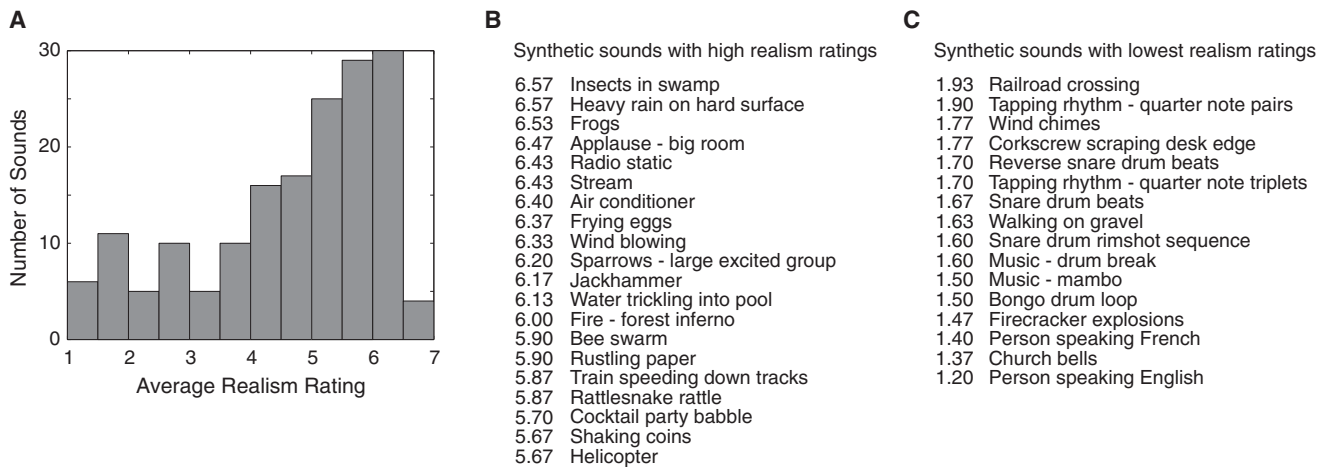 A
30
20
10
0
Number of Sounds
1 2 3 4 5 6 7
Average Realism Rating
B
Synthetic sounds with high realism ratings
6.57 Insects in swamp
6.57 Heavy rain on hard surface
6.53 Frogs
6.47 Applause - big room
6.43 Radio static
6.43 Stream
6.40 Air conditioner
6.37 Frying eggs
6.33 Wind blowing
6.20 Sparrows - large excited group
6.17 Jackhammer
6.13 Water trickling into pool
6.00 Fire - forest inferno
5.90 Bee swarm
5.90 Rustling paper
5.87 Train speeding down tracks
5.87 Rattlesnake rattle
5.70 Cocktail party babble
5.67 Shaking coins
5.67 Helicopter
C
Synthetic sounds with lowest realism ratings
1.93 Railroad crossing
1.90 Tapping rhythm - quarter note pairs
1.77 Wind chimes
1.77 Corkscrew scraping desk edge
1.70 Reverse snare drum beats
1.70 Tapping rhythm - quarter note triplets
1.67 Snare drum beats
1.63 Walking on gravel
1.60 Snare drum rimshot sequence
1.60 Music - drum break
1.50 Music - mambo
1.50 Bongo drum loop
1.47 Firecracker explosions
1.40 Person speaking French
1.37 Church bells
1.20 Person speaking English